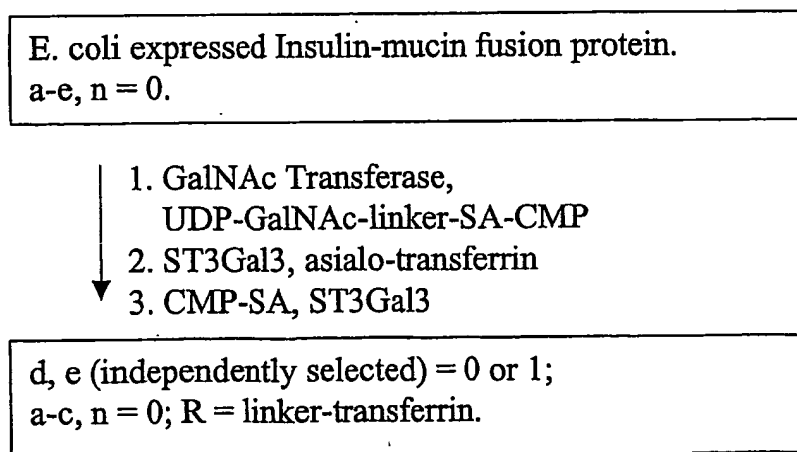 E. coli expressed Insulin-mucin fusion protein.
a-e, n = 0.
1. GalNAc Transferase,
UDP-GalNAc-linker-SA-CMP
2. ST3Gal3, asialo-transferrin
3. CMP-SA, ST3Gal3
d, e (independently selected) = 0 or 1;
a-c, n = 0; R = linker-transferrin.